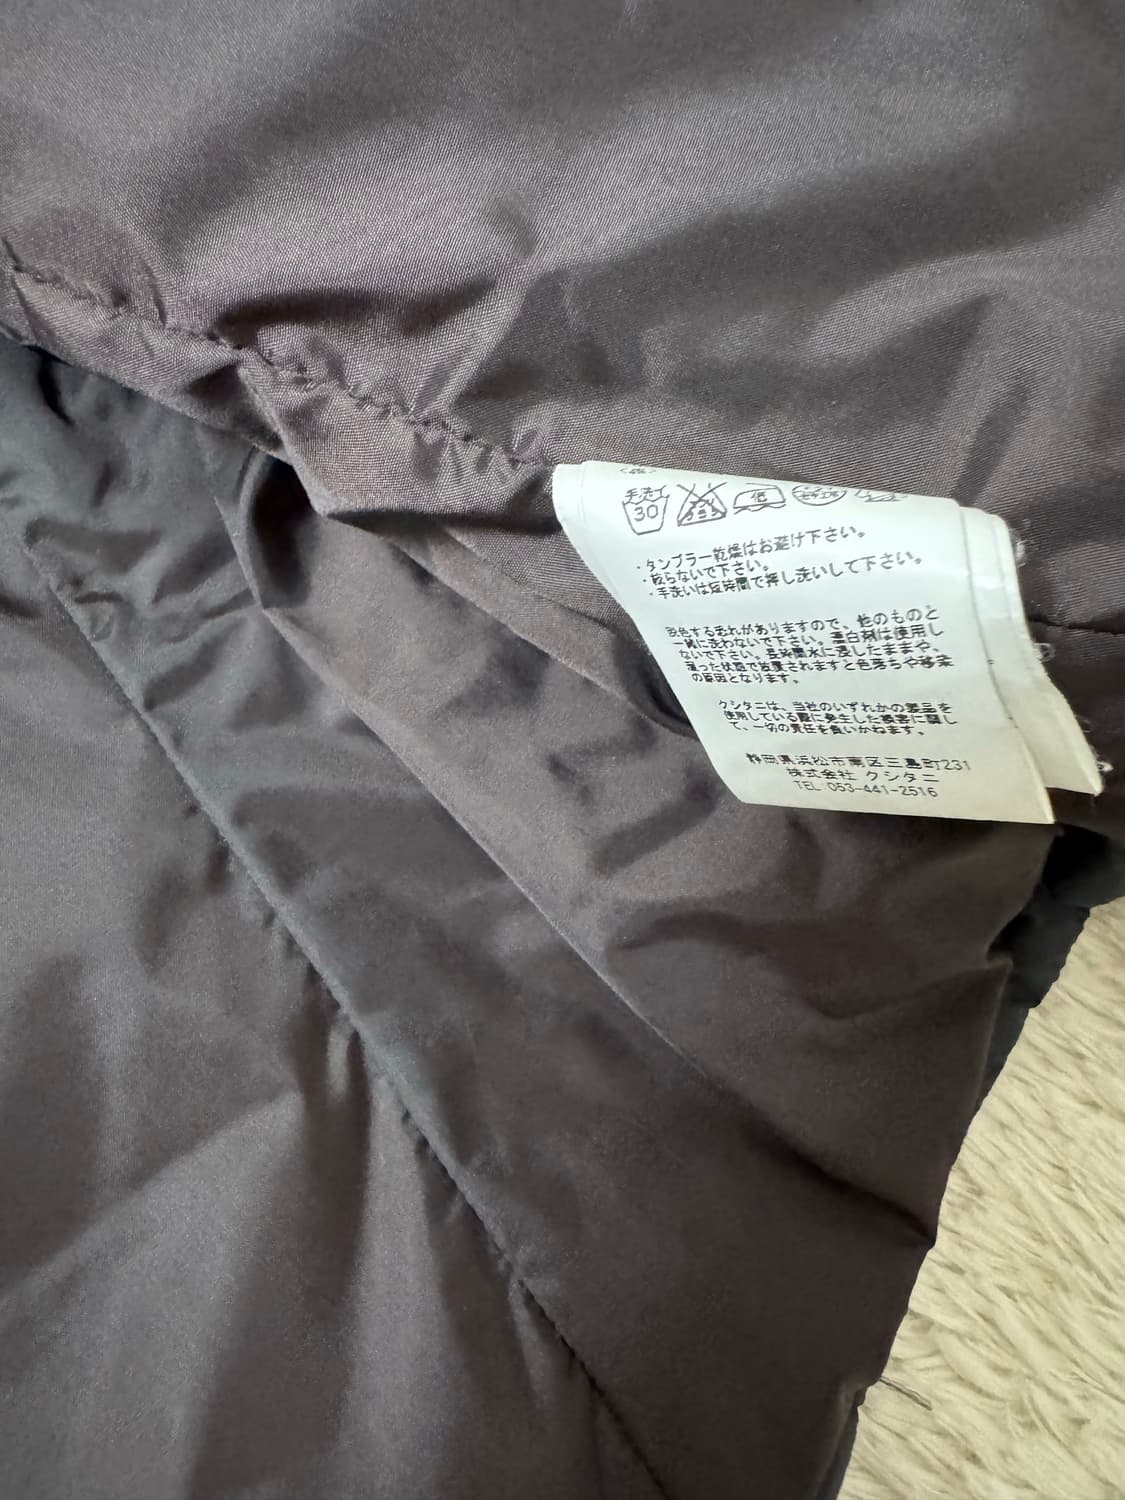 手洗イ
30
低
・タンブラー乾燥はお避け下さい。
・絞らないで下さい。
・手洗いは短時間で押し洗いして下さい。
脱色する恐れがありますので、他のものと
一緒に洗わないで下さい。漂白剤は使用し
ないで下さい。長時間水に浸したままや、
湿った状態で放置されますと色落ちや移染
の原因となります。
クシタニは、当社のいずれかの製品を
使用している際に発生した損害に関し
て、一切の責任を負いかねます。
静岡県浜松市南区三島町231
株式会社 クシタニ
TEL 053-441-2516